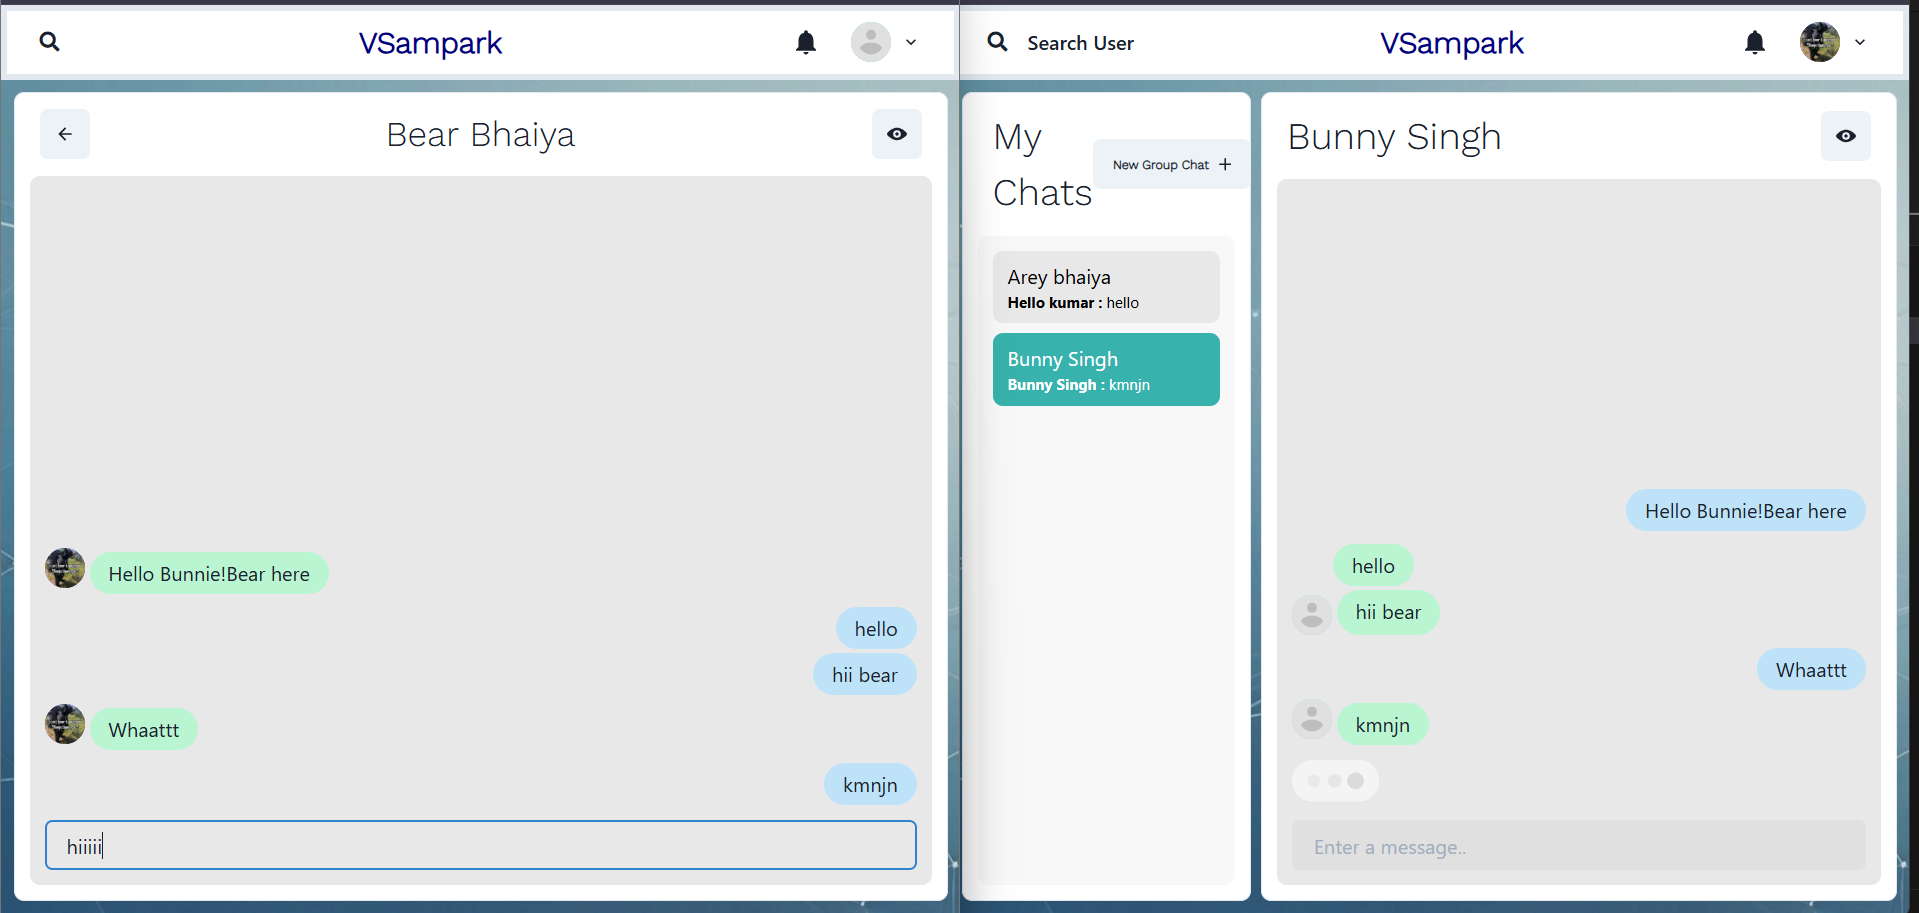 VSampark
Bear Bhaiya
Hello Bunnie!Bear here
hello
hii bear
Whaattt
kmnjn
hiiiii
Search User
VSampark
My
Chats
New Group Chat +
Arey bhaiya
Hello kumar : hello
Bunny Singh
Bunny Singh : kmnjn
Bunny Singh
Hello Bunnie!Bear here
hello
hii bear
Whaattt
kmnjn
Enter a message..